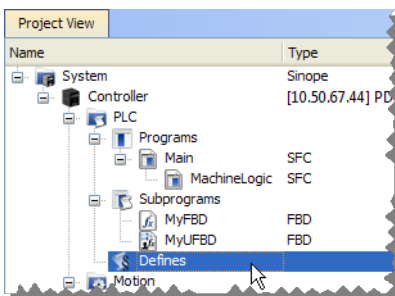 Project View
Name Type
System Sinope
Controller [10.50.67.44] PD
PLC
Programs
Main SFC
MachineLogic SFC
Subprograms
MyFBD FBD
MyUFBD FBD
Defines
Motion